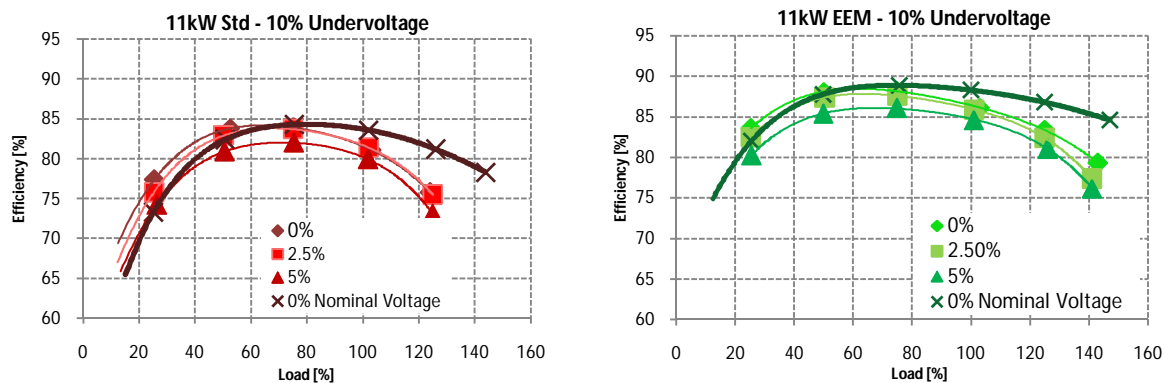 11kW Std - 10% Undervoltage
95
90
85
80
75
70
65
60
Efficiency [%]
0%
2.5%
5%
0% Nominal Voltage
0 20 40 60 80 100 120 140 160
Load [%]
11kW EEM - 10% Undervoltage
95
90
85
80
75
70
65
60
Efficiency [%]
0%
2.50%
5%
0% Nominal Voltage
0 20 40 60 80 100 120 140 160
Load [%]